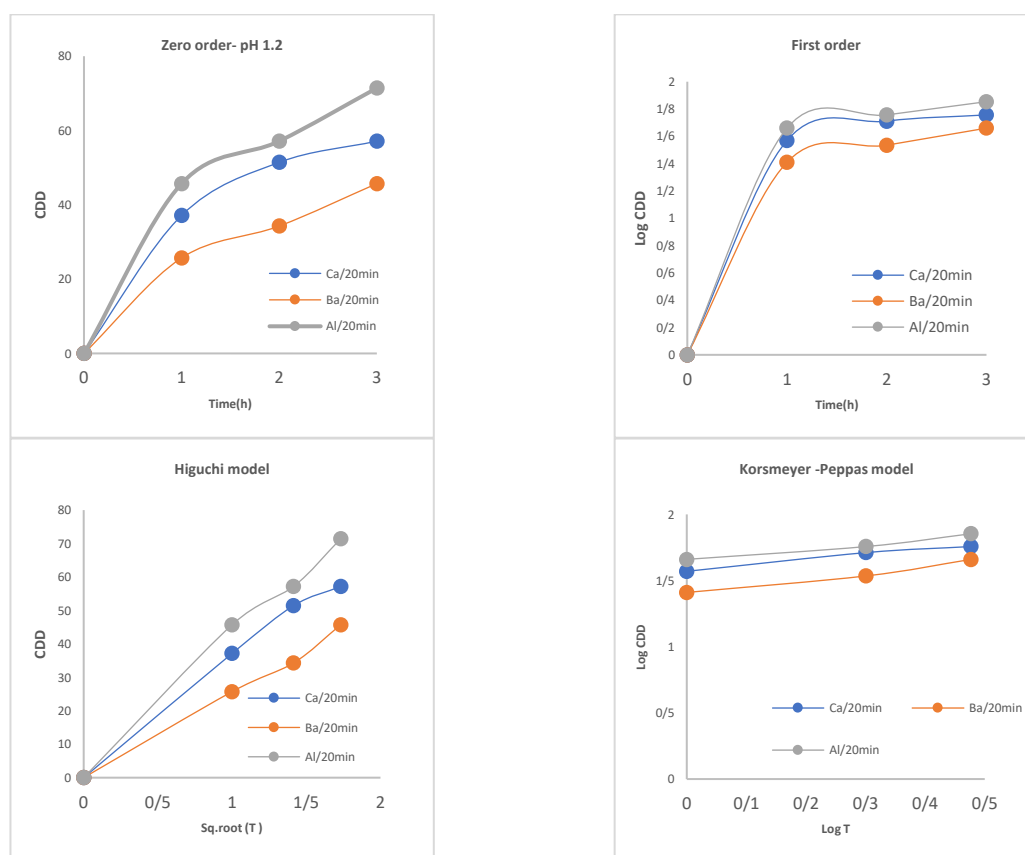 Zero order- pH 1.2
80
60
40
20
0
CDD
0 1 2 3
Time(h)
Ca/20min
Ba/20min
Al/20min
First order
2
1/8
1/6
1/4
1/2
1
0/8
0/6
0/4
0/2
0
Log CDD
0 1 2 3
Time(h)
Ca/20min
Ba/20min
Al/20min
Higuchi model
80
70
60
50
40
30
20
10
0
CDD
0 0/5 1 1/5 2
Sq.root (T )
Ca/20min
Ba/20min
Al/20min
Korsmeyer -Peppas model
2
1/5
1
0/5
0
Log CDD
0 0/1 0/2 0/3 0/4 0/5
Log T
Ca/20min Ba/20min
Al/20min